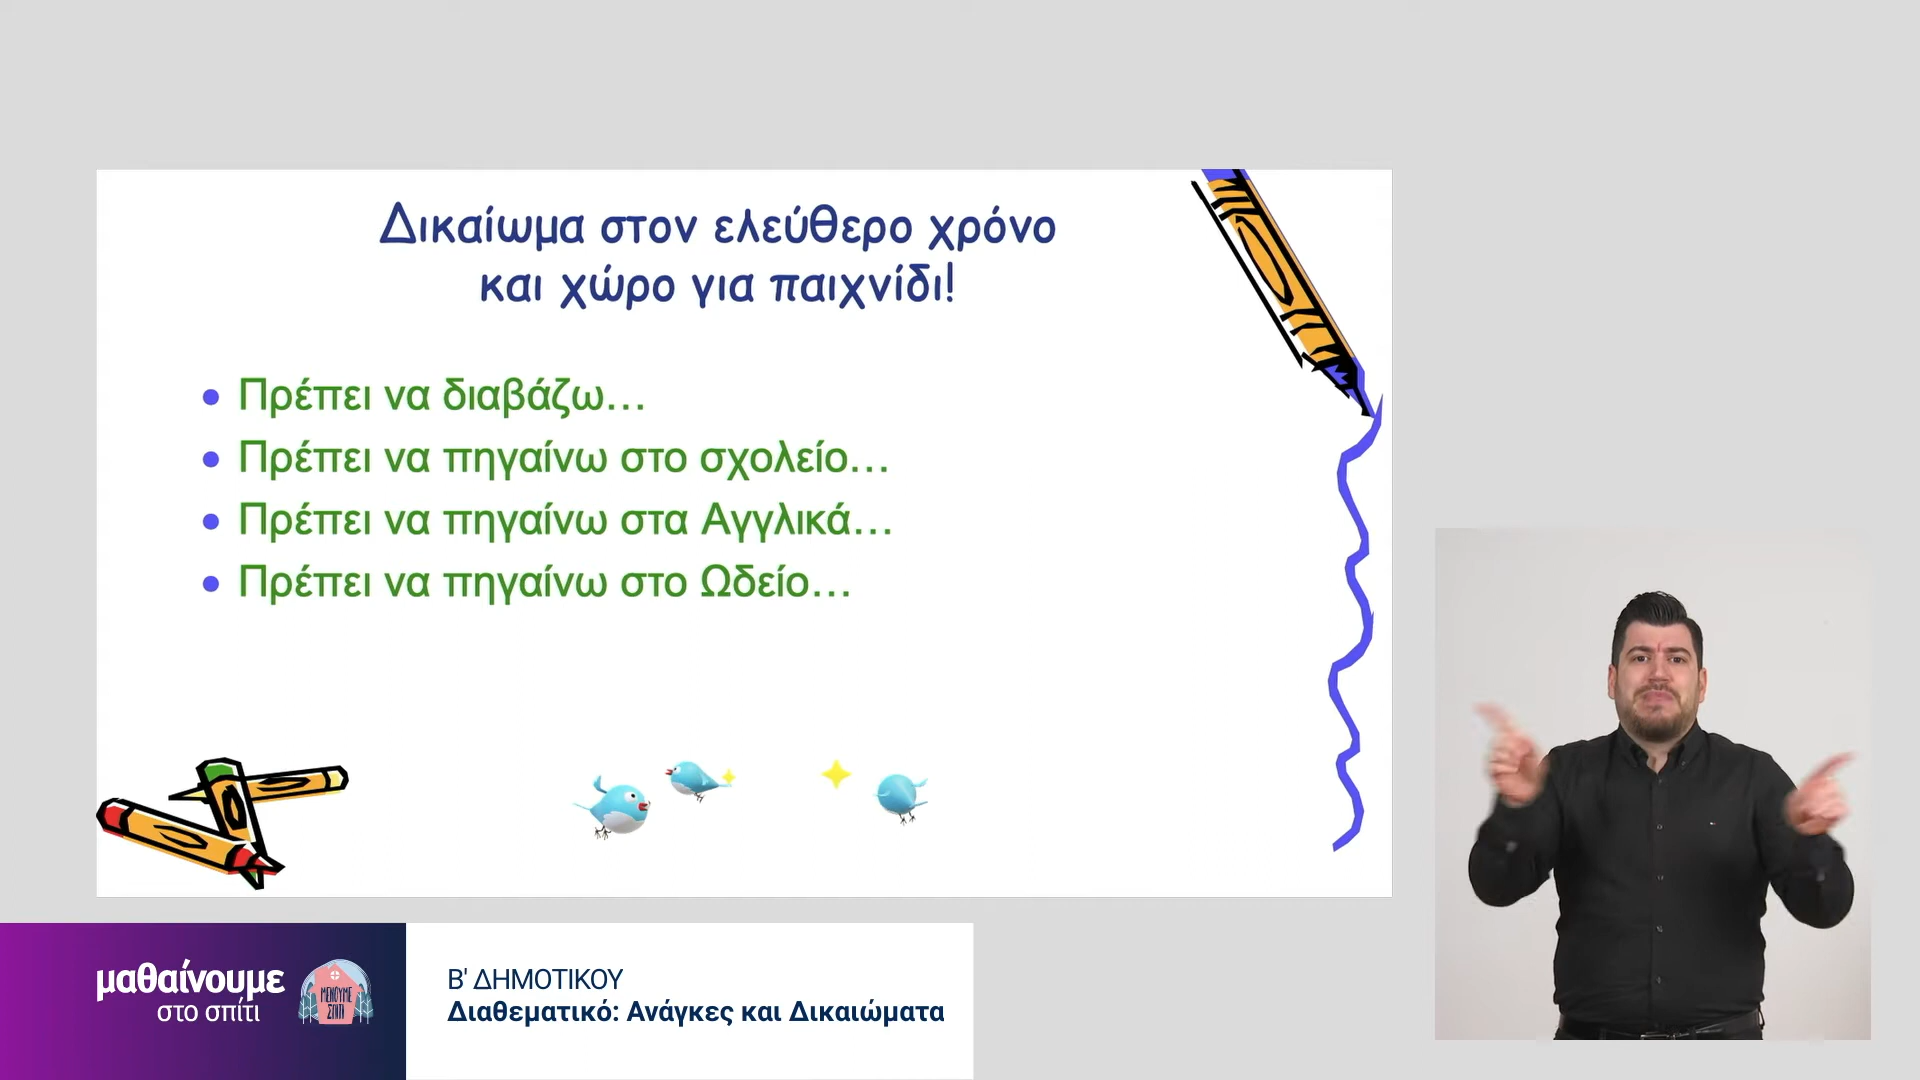 Δικαίωμα στον ελεύθερο χρόνο
και χώρο για παιχνίδι!
• Πρέπει να διαβάζω...
• Πρέπει να πηγαίνω στο σχολείο...
• Πρέπει να πηγαίνω στα Αγγλικά...
• Πρέπει να πηγαίνω στο Ωδείο...
μαθαίνουμε
στο σπίτι
ΜΕΝΟΥΜΕ
ΣΠΙΤΙ
Β' ΔΗΜΟΤΙΚΟΥ
Διαθεματικό: Ανάγκες και Δικαιώματα